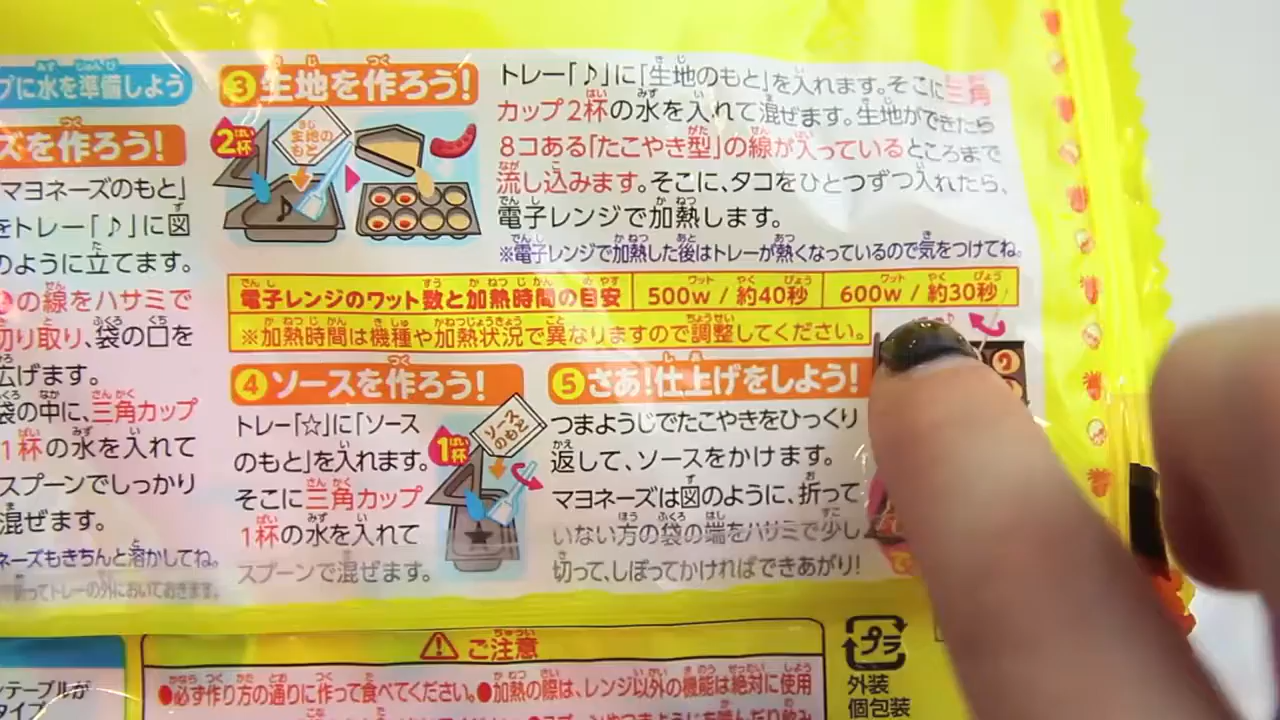 プに水を準備しよう
ズを作ろう!
マヨネーズのもと」
をトレー「♪」に図
のように立てます。
の線をハサミで
切り取り、袋の口を
広げます。
袋の中に、三角カップ
1杯の水を入れて
スプーンでしっかり
混ぜます。
ネーズもきちんと溶かしてね。
折ってトレーの外においておきます。
③生地を作ろう!
2杯
生地のもと
トレー「♪」に「生地のもと」を入れます。そこに三角
カップ2杯の水を入れて混ぜます。生地ができたら
8コある「たこやき型」の線が入っているところまで
流し込みます。そこに、タコをひとつずつ入れたら、
電子レンジで加熱します。
※電子レンジで加熱した後はトレーが熱くなっているので気をつけてね。
電子レンジのワット数と加熱時間の目安 500w / 約40秒 600w / 約30秒
※加熱時間は機種や加熱状況で異なりますので調整してください。
④ソースを作ろう!
トレー「☆」に「ソース
のもと」を入れます。
そこに三角カップ
1杯の水を入れて
スプーンで混ぜます。
1杯
ソースのもと
⑤さあ!仕上げをしよう!
つまようじでたこやきをひっくり
返して、ソースをかけます。
マヨネーズは図のように、折って
いない方の袋の端をハサミで少し
切って、しぼってかければできあがり!
ご注意
●必ず作り方の通りに作って食べてください。●加熱の際は、レンジ以外の機能は絶対に使用
ンテーブルが
タイプ
プラ
外装
個包装